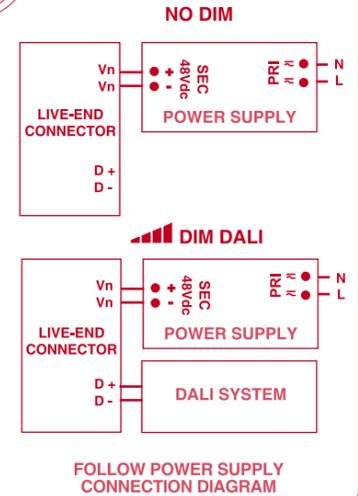 NO DIM
Vn
Vn
LIVE-END
CONNECTOR
D +
D -
+
-
48Vdc
SEC
PRI
≈
≈
N
L
POWER SUPPLY
DIM DALI
Vn
Vn
LIVE-END
CONNECTOR
D +
D -
+
-
48Vdc
SEC
PRI
≈
≈
N
L
POWER SUPPLY
DALI SYSTEM
FOLLOW POWER SUPPLY
CONNECTION DIAGRAM